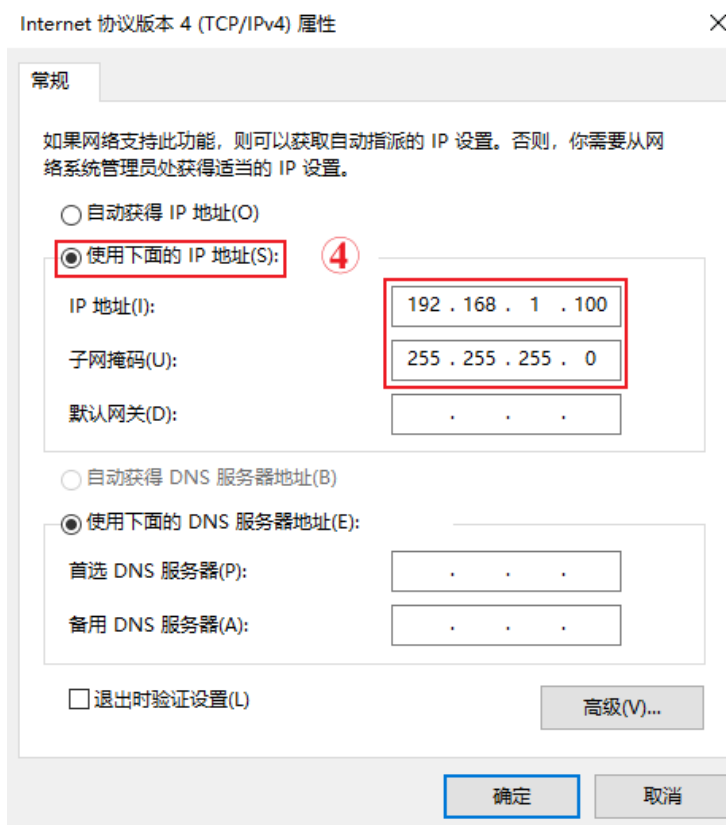 Internet 协议版本 4 (TCP/IPv4) 属性
常规
如果网络支持此功能，则可以获取自动指派的 IP 设置。否则，你需要从网
络系统管理员处获得适当的 IP 设置。
自动获得 IP 地址(O)
使用下面的 IP 地址(S):
④
IP 地址(I):
192 . 168 . 1 . 100
子网掩码(U):
255 . 255 . 255 . 0
默认网关(D):
. . .
自动获得 DNS 服务器地址(B)
使用下面的 DNS 服务器地址(E):
首选 DNS 服务器(P):
. . .
备用 DNS 服务器(A):
. . .
退出时验证设置(L)
高级(V)...
确定
取消